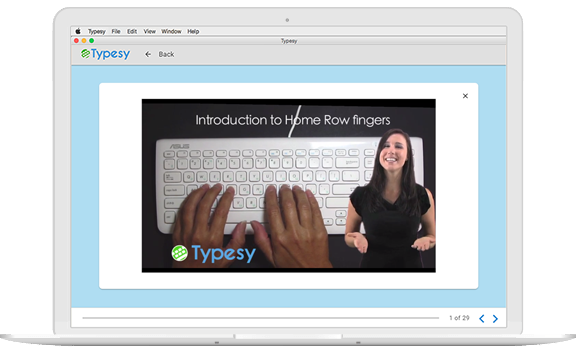 Typesy File Edit View Window Help
Typesy
Typesy Back
Introduction to Home Row fingers
ASUS
Typesy
1 of 29